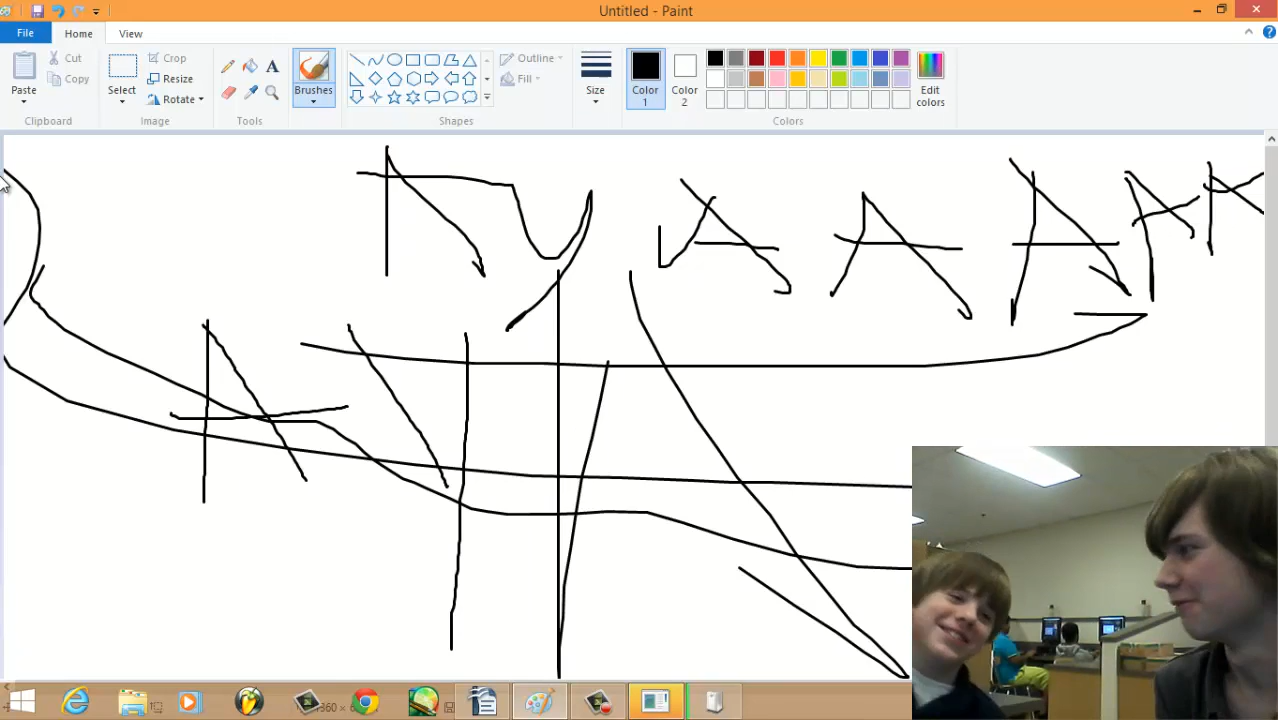 Untitled - Paint
File Home View
Cut
Copy
Paste
Clipboard
Crop
Resize
Rotate
Select
Image
Tools
Brushes
Outline
Fill
Shapes
Size
Color 1
Color 2
Edit colors
Colors
A A A A A
A